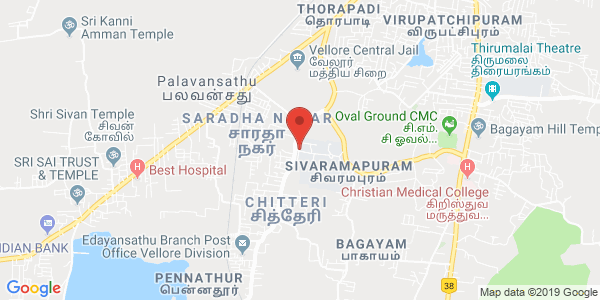 THORAPADI
தொரபாடி
VIRUPATCHIPURAM
விருபட்சிபுரம்
Sri Kanni
Amman Temple
Vellore Central Jail
வேலூர்
மத்திய சிறை
Thirumalai Theatre
திருமலை
திரையரங்கம்
Palavansathu
பலவன்சது
Shri Sivan Temple
சிவன்
கோவில்
SARADHA N AR
சாரதா
நகர்
Oval Ground CMC
சி.எம்.
சி ஓவல்...
Bagayam Hill Temp
SRI SAI TRUST
& TEMPLE
H
Best Hospital
SIVARAMAPURAM
சிவராமபுரம்
H
Christian Medical College
கிறிஸ்துவ
மருத்துவ...
CHITTERI
சித்தேரி
NDIAN BANK
Edayansathu Branch Post
Office Vellore Division
BAGAYAM
பாகாயம்
PENNATHUR
பென்னதூர்
38
Google
Map data ©2019 Google